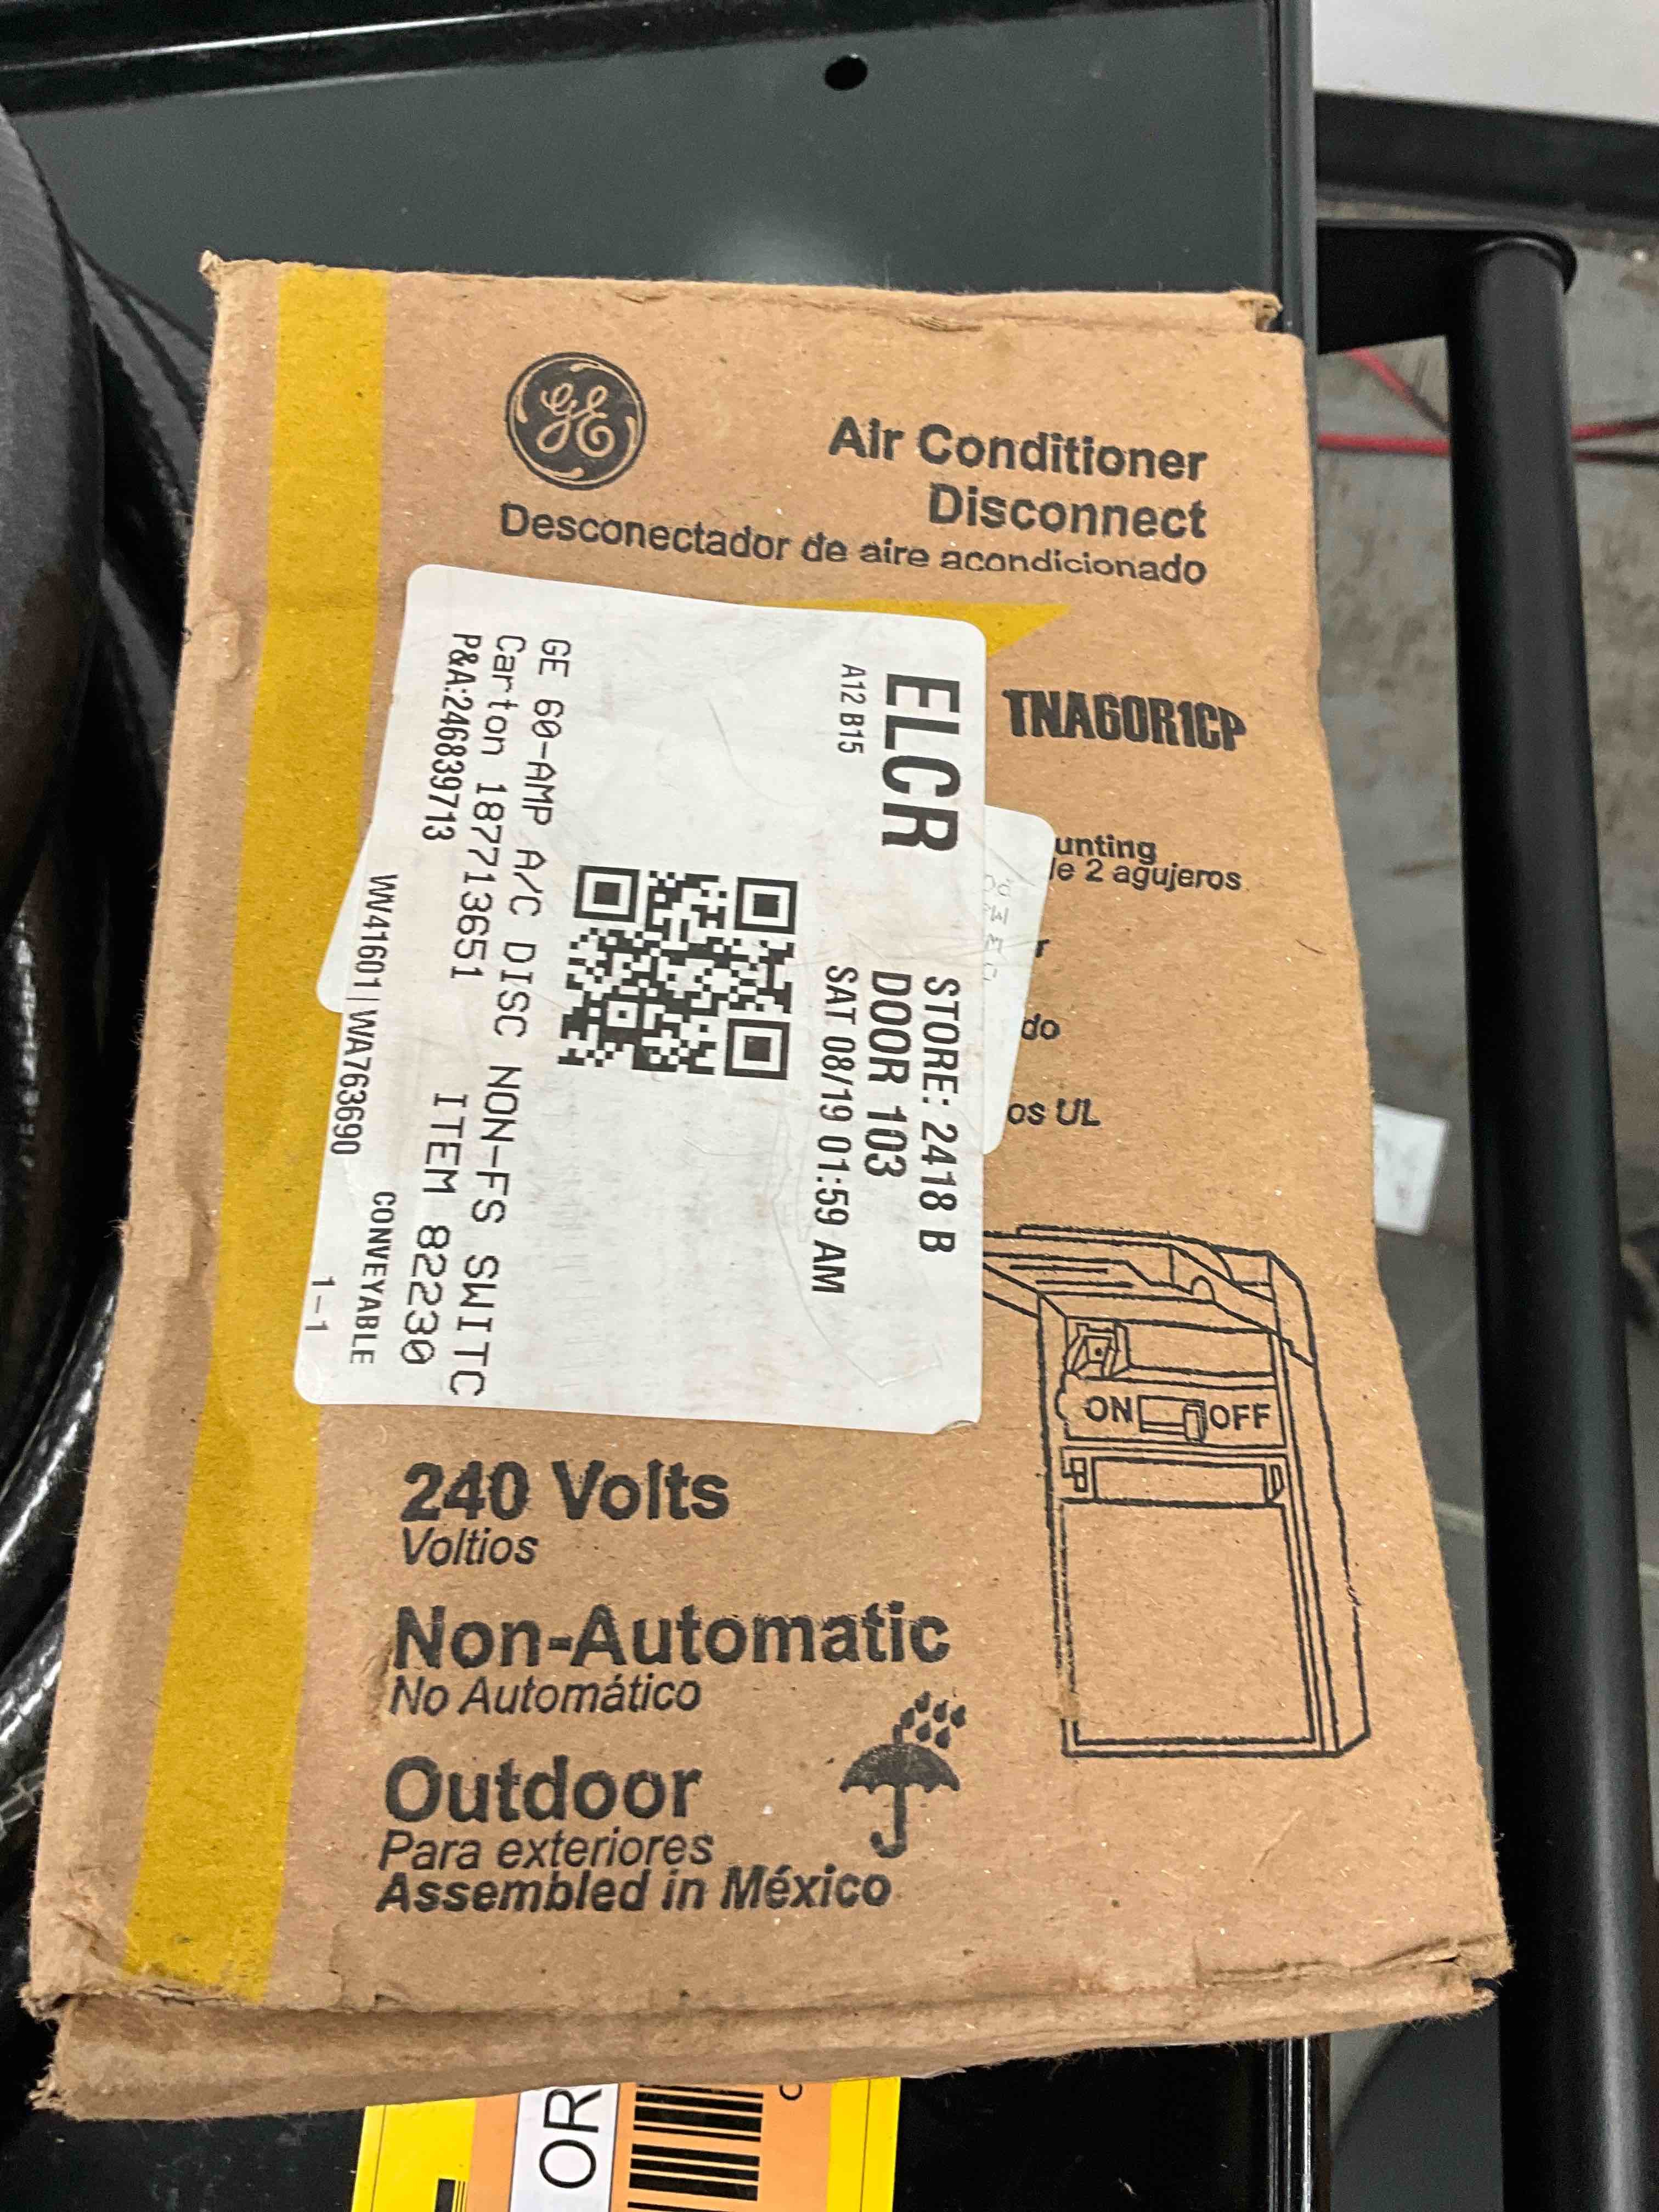 GE
Air Conditioner
Disconnect
Desconectador de aire acondicionado
TNA60R1CP
unting
le 2 agujeros
r
do
os UL
ELCR
A12 B15
STORE: 2418 B
DOOR 103
SAT 08/19 01:59 AM
GE 60-AMP A/C DISC NON-FS SWITC
Carton 187713651
ITEM 82230
P&A:246839713
WV41601|WA763690
CONVEYABLE
1-1
ON
OFF
240 Volts
Voltios
Non-Automatic
No Automático
Outdoor
Para exteriores
Assembled in México
OR